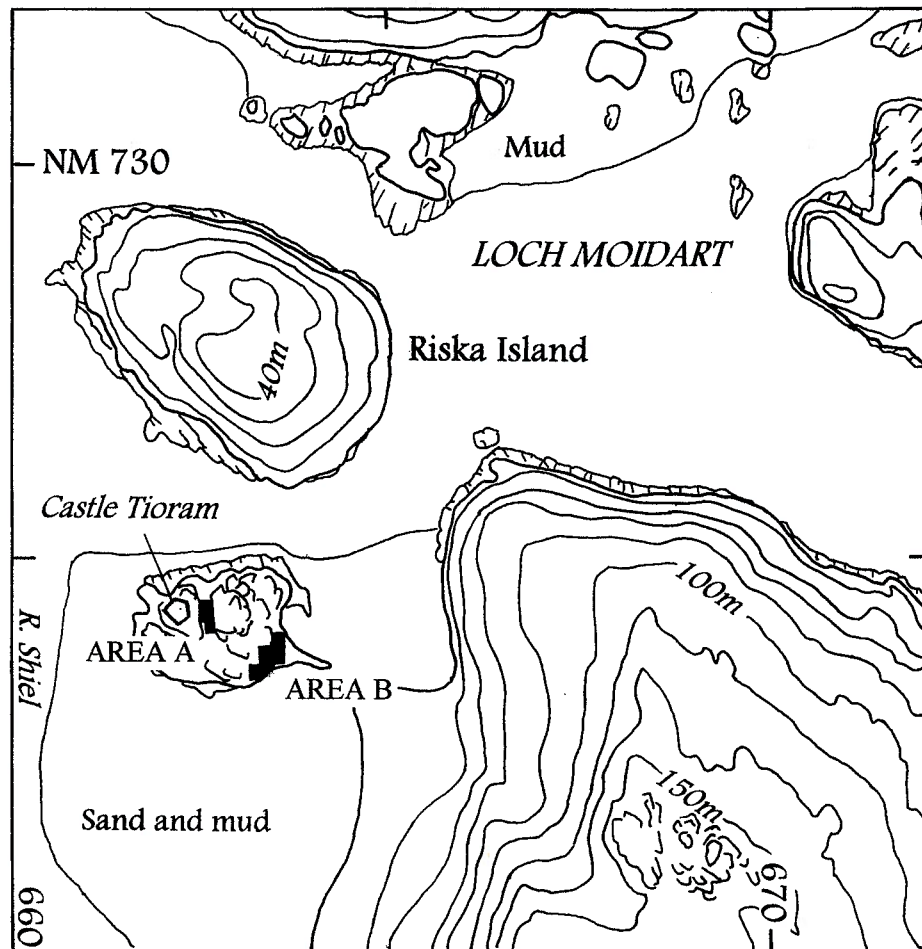 Mud
NM 730
LOCH MOIDART
Riska Island
40m
Castle Tioram
100m
R. Shiel
AREA A
AREA B
150m
Sand and mud
670
660